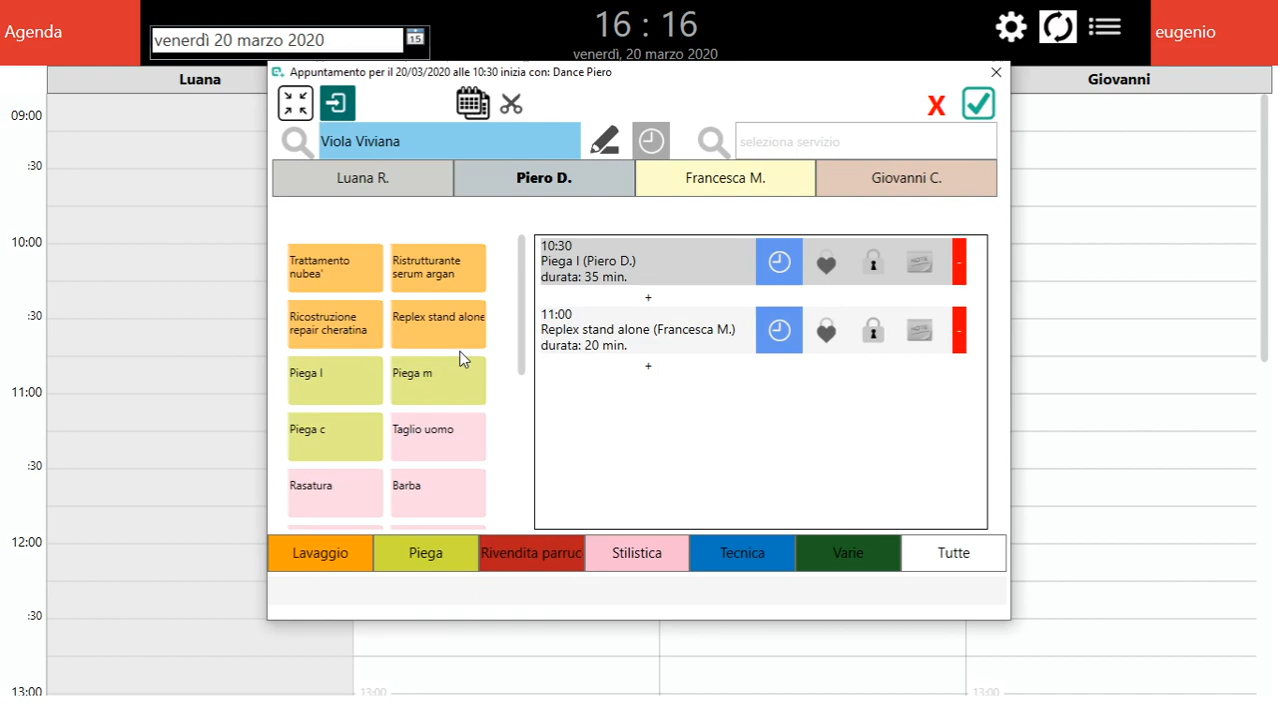 Agenda
venerdì 20 marzo 2020
15
16 : 16
venerdì, 20 marzo 2020
eugenio
Luana
Giovanni
Appuntamento per il 20/03/2020 alle 10:30 inizia con: Dance Piero
X
Viola Viviana
seleziona servizio
Luana R.
Piero D.
Francesca M.
Giovanni C.
09:00
:30
10:00
:30
11:00
:30
12:00
:30
13:00
Trattamento
nubea'
Ristrutturante
serum argan
Ricostruzione
repair cheratina
Replex stand alone
Piega l
Piega m
Piega c
Taglio uomo
Rasatura
Barba
10:30
Piega l (Piero D.)
durata: 35 min.
NOTE
-
+
11:00
Replex stand alone (Francesca M.)
durata: 20 min.
NOTE
-
+
Lavaggio
Piega
Rivendita parruc
Stilistica
Tecnica
Varie
Tutte
13:00
13:00